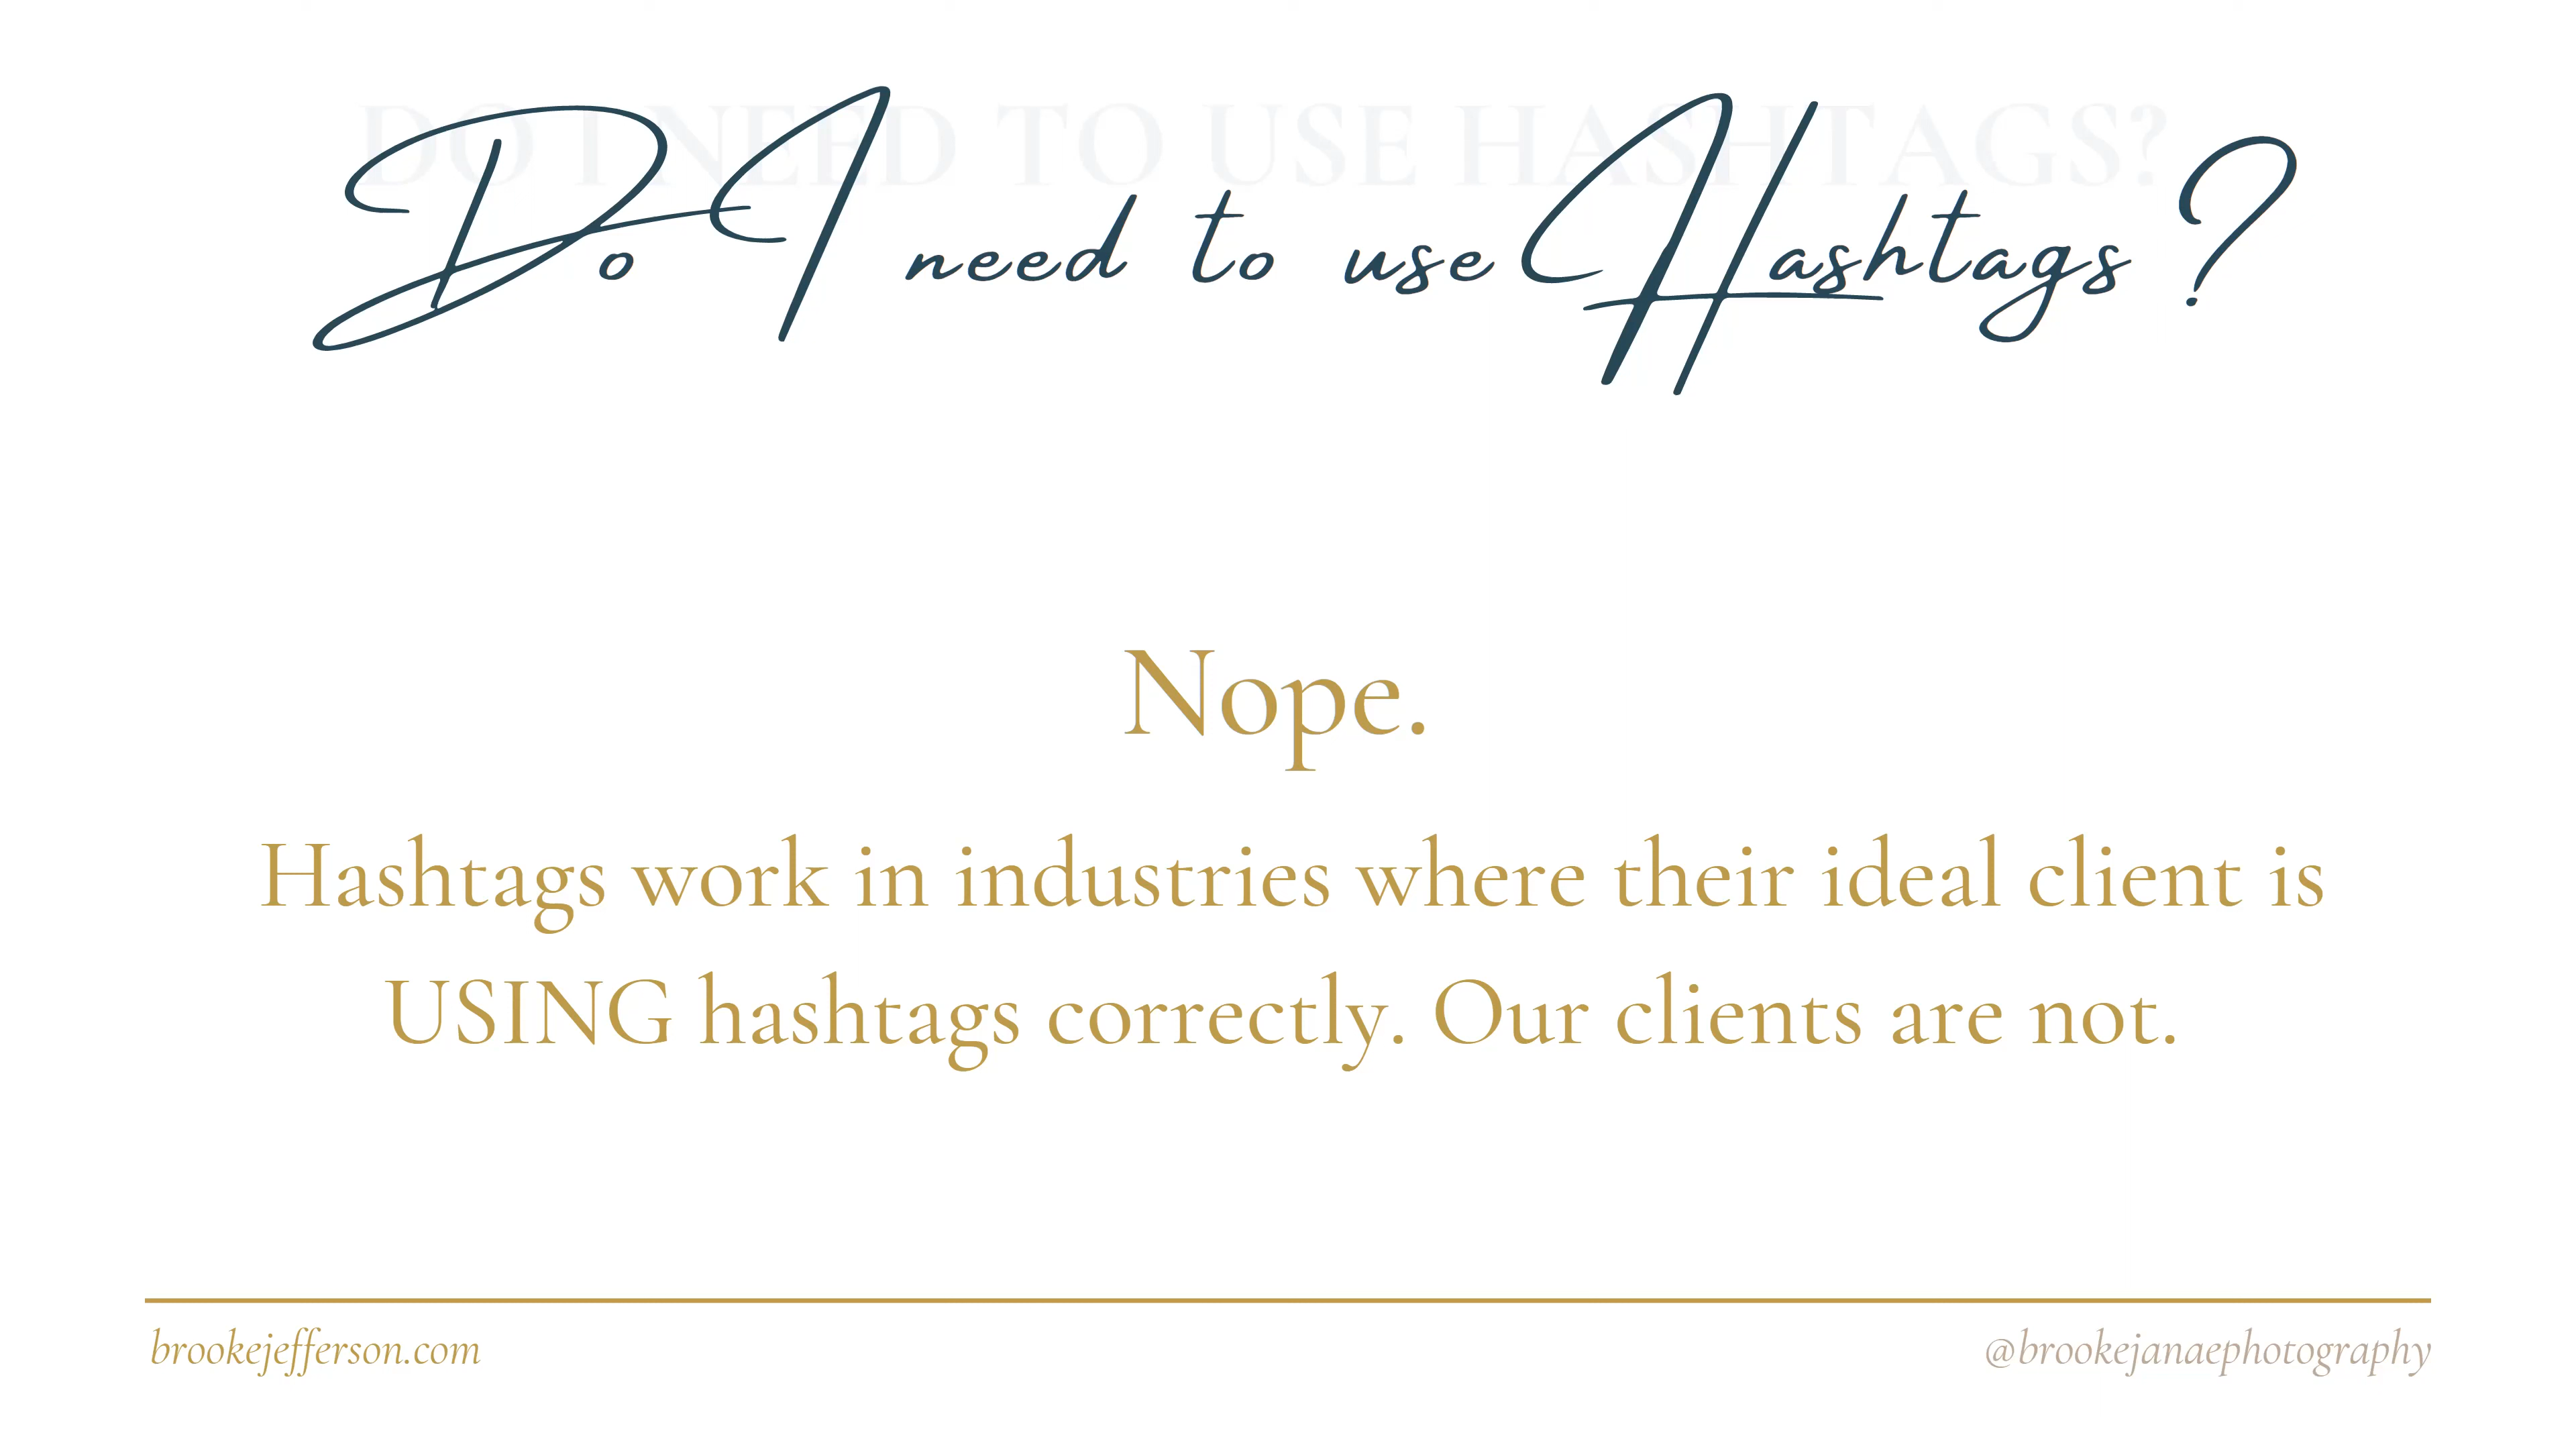 DO I NEED TO USE HASHTAGS?
Do I need to use Hashtags?
Nope.
Hashtags work in industries where their ideal client is
USING hashtags correctly. Our clients are not.
brookejefferson.com
@brookejanaephotography